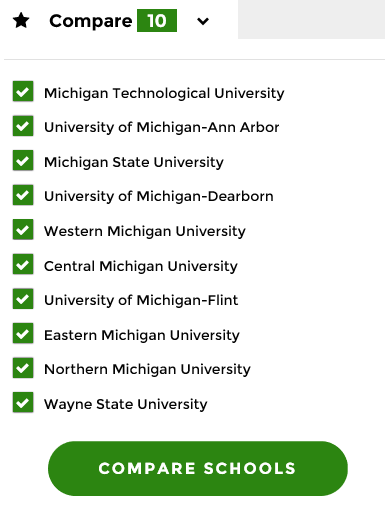 Compare 10
Michigan Technological University
University of Michigan-Ann Arbor
Michigan State University
University of Michigan-Dearborn
Western Michigan University
Central Michigan University
University of Michigan-Flint
Eastern Michigan University
Northern Michigan University
Wayne State University
COMPARE SCHOOLS